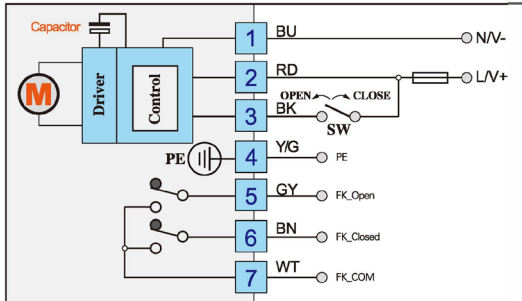 Capacitor
M
Driver
Control
1 BU N/V-
2 RD L/V+
OPEN CLOSE
3 BK SW
PE 4 Y/G PE
5 GY FK_Open
6 BN FK_Closed
7 WT FK_COM